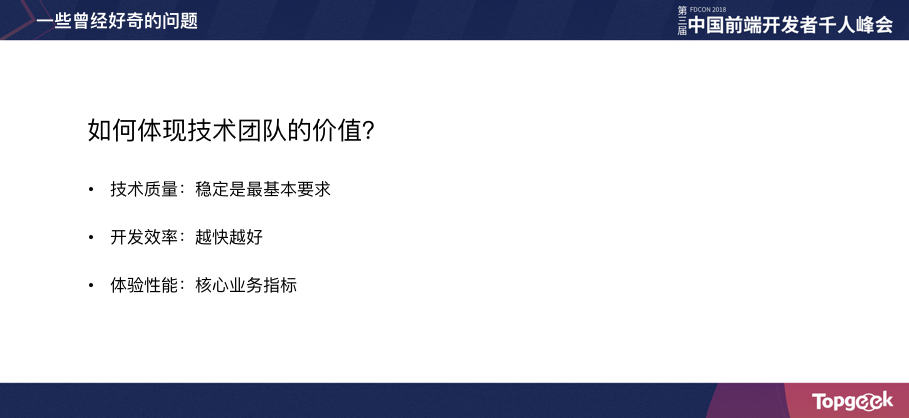 一些曾经好奇的问题
第三届
FDCON 2018
中国前端开发者千人峰会
如何体现技术团队的价值?
• 技术质量：稳定是最基本要求
• 开发效率：越快越好
• 体验性能：核心业务指标
Topgeek